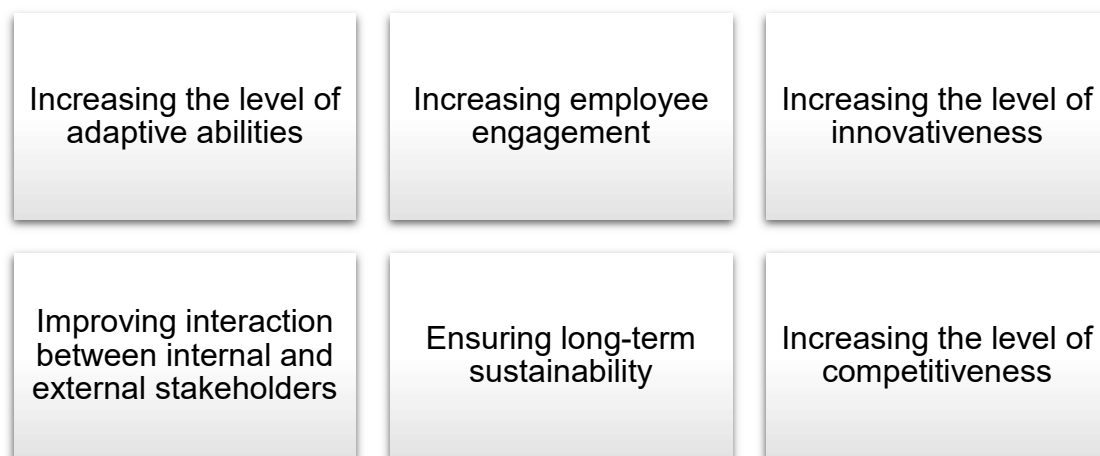 Increasing the level of
adaptive abilities
Increasing employee
engagement
Increasing the level of
innovativeness
Improving interaction
between internal and
external stakeholders
Ensuring long-term
sustainability
Increasing the level of
competitiveness